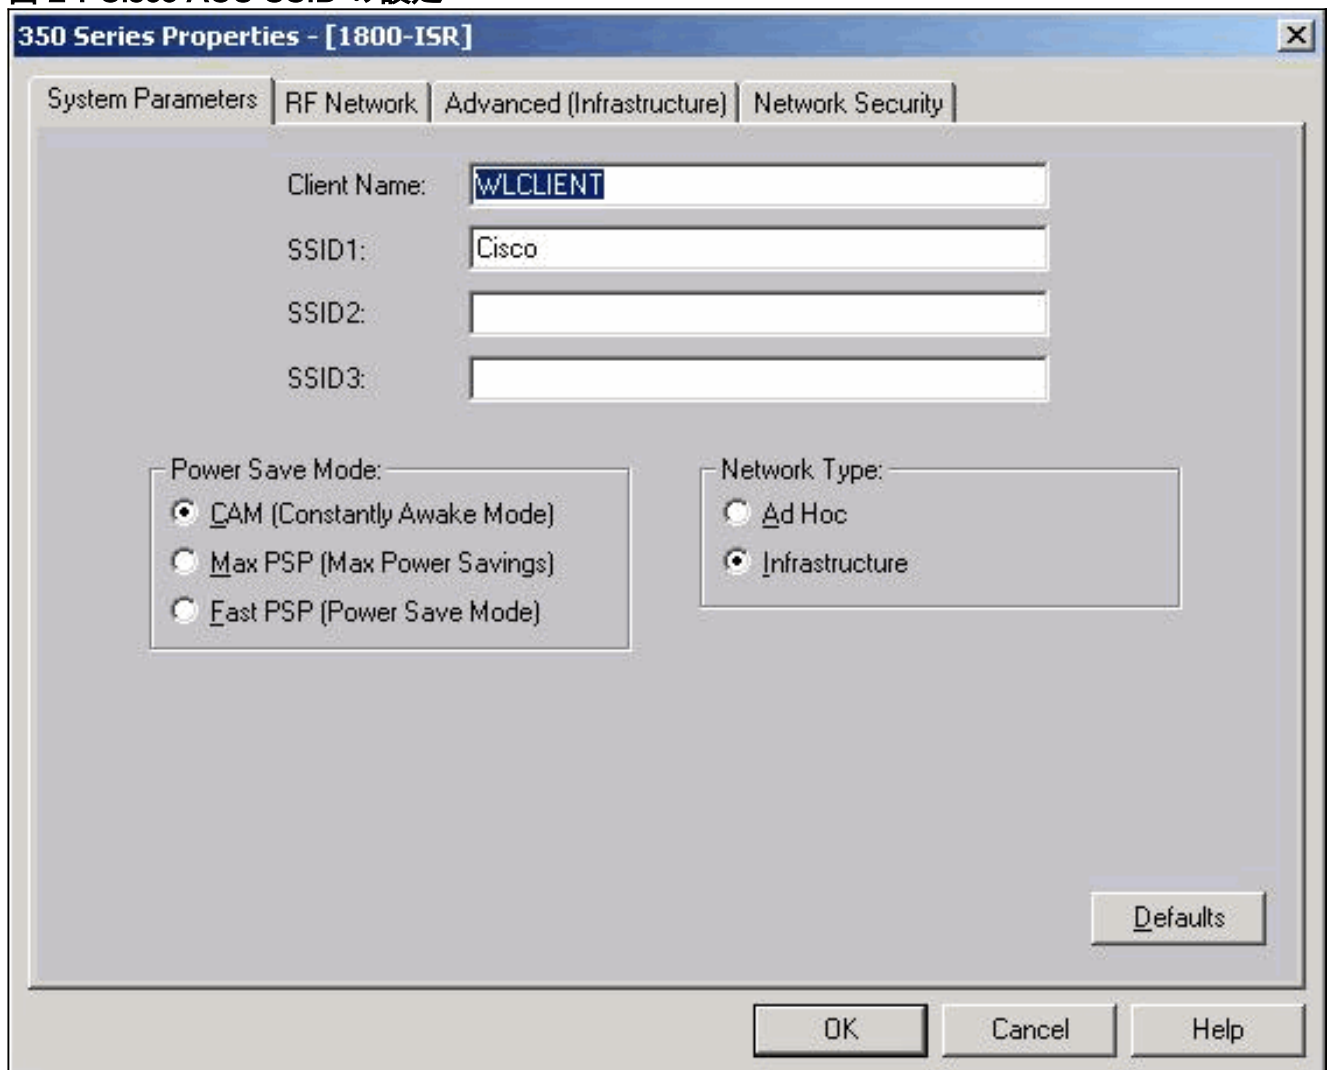 350 Series Properties - [1800-ISR]
System Parameters RF Network Advanced (Infrastructure) Network Security
Client Name: WLCLIENT
SSID1: Cisco
SSID2:
SSID3:
Power Save Mode:
CAM (Constantly Awake Mode)
Max PSP (Max Power Savings)
Fast PSP (Power Save Mode)
Network Type:
Ad Hoc
Infrastructure
Defaults
OK Cancel Help